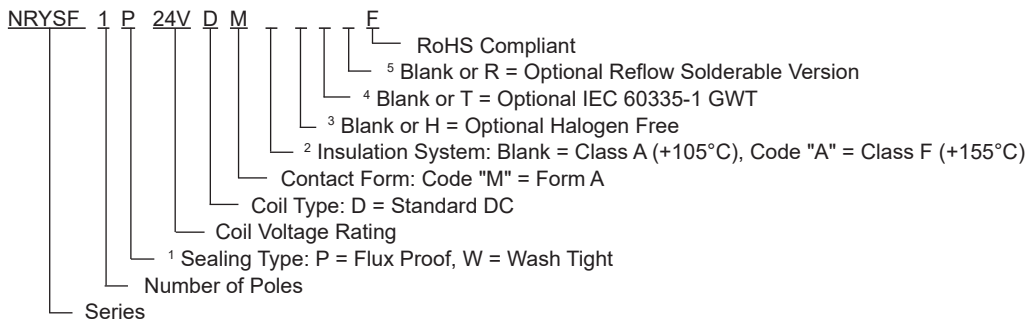 NRYSF 1 P 24V D M F
RoHS Compliant
5 Blank or R = Optional Reflow Solderable Version
4 Blank or T = Optional IEC 60335-1 GWT
3 Blank or H = Optional Halogen Free
2 Insulation System: Blank = Class A (+105°C), Code "A" = Class F (+155°C)
Contact Form: Code "M" = Form A
Coil Type: D = Standard DC
Coil Voltage Rating
1 Sealing Type: P = Flux Proof, W = Wash Tight
Number of Poles
Series